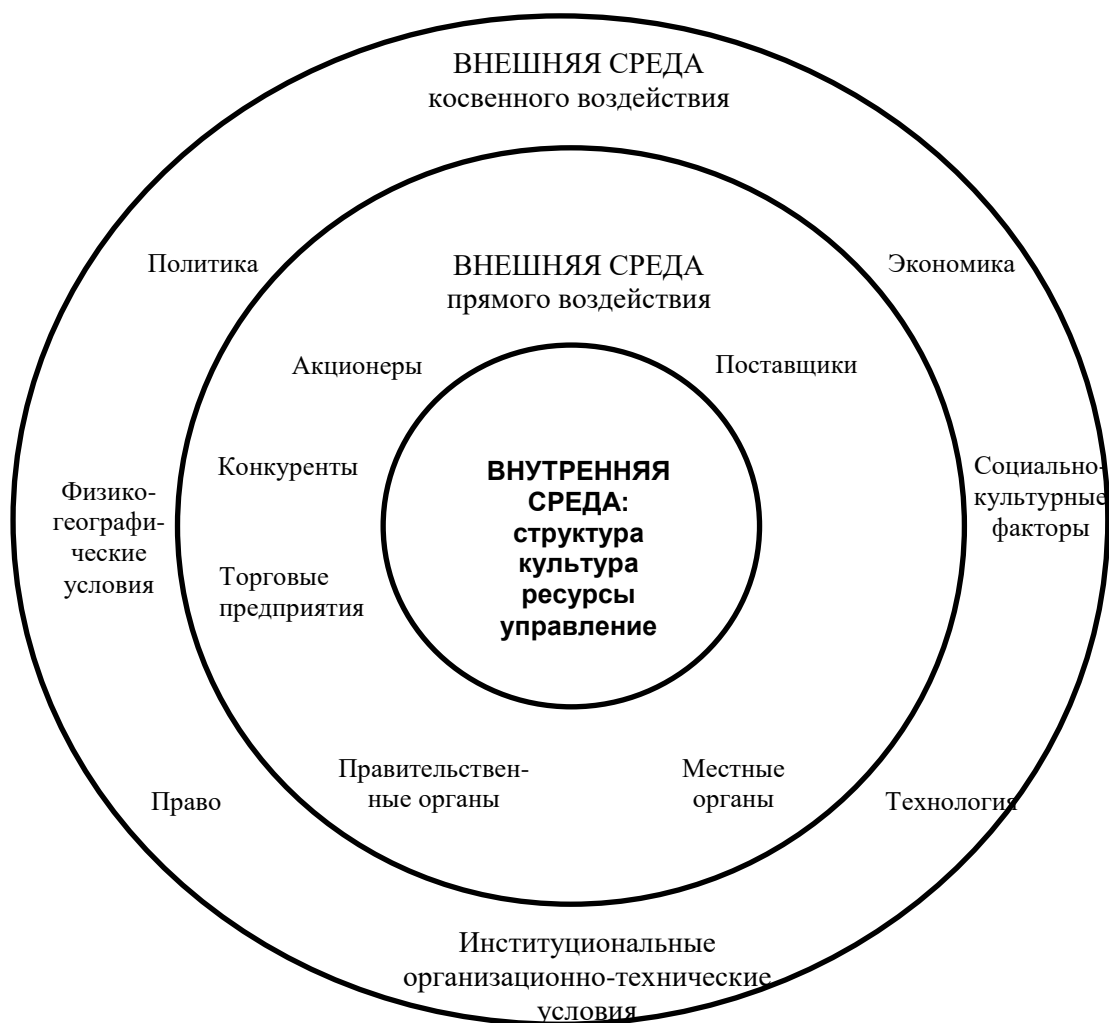 ВНЕШНЯЯ СРЕДА
косвенного воздействия
Политика
Экономика
ВНЕШНЯЯ СРЕДА
прямого воздействия
Акционеры
Поставщики
Конкуренты
Физико-
географи-
ческие
условия
Торговые
предприятия
ВНУТРЕННЯЯ
СРЕДА:
структура
культура
ресурсы
управление
Социально-
культурные
факторы
Правительствен-
ные органы
Местные
органы
Право
Технология
Институциональные
организационно-технические
условия